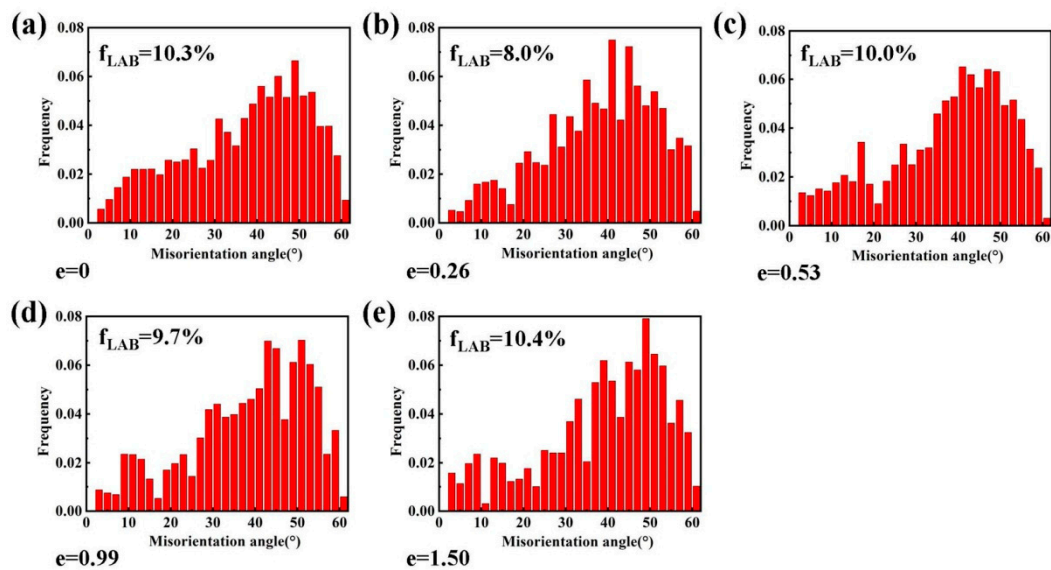 (a)
f_LAB=10.3%
Frequency
0.08
0.06
0.04
0.02
0.00
0 10 20 30 40 50 60
Misorientation angle(°)
e=0
(b)
f_LAB=8.0%
Frequency
0.08
0.06
0.04
0.02
0.00
0 10 20 30 40 50 60
Misorientation angle(°)
e=0.26
(c)
f_LAB=10.0%
Frequency
0.08
0.06
0.04
0.02
0.00
0 10 20 30 40 50 60
Misorientation angle(°)
e=0.53
(d)
f_LAB=9.7%
Frequency
0.08
0.06
0.04
0.02
0.00
0 10 20 30 40 50 60
Misorientation angle(°)
e=0.99
(e)
f_LAB=10.4%
Frequency
0.08
0.06
0.04
0.02
0.00
0 10 20 30 40 50 60
Misorientation angle(°)
e=1.50